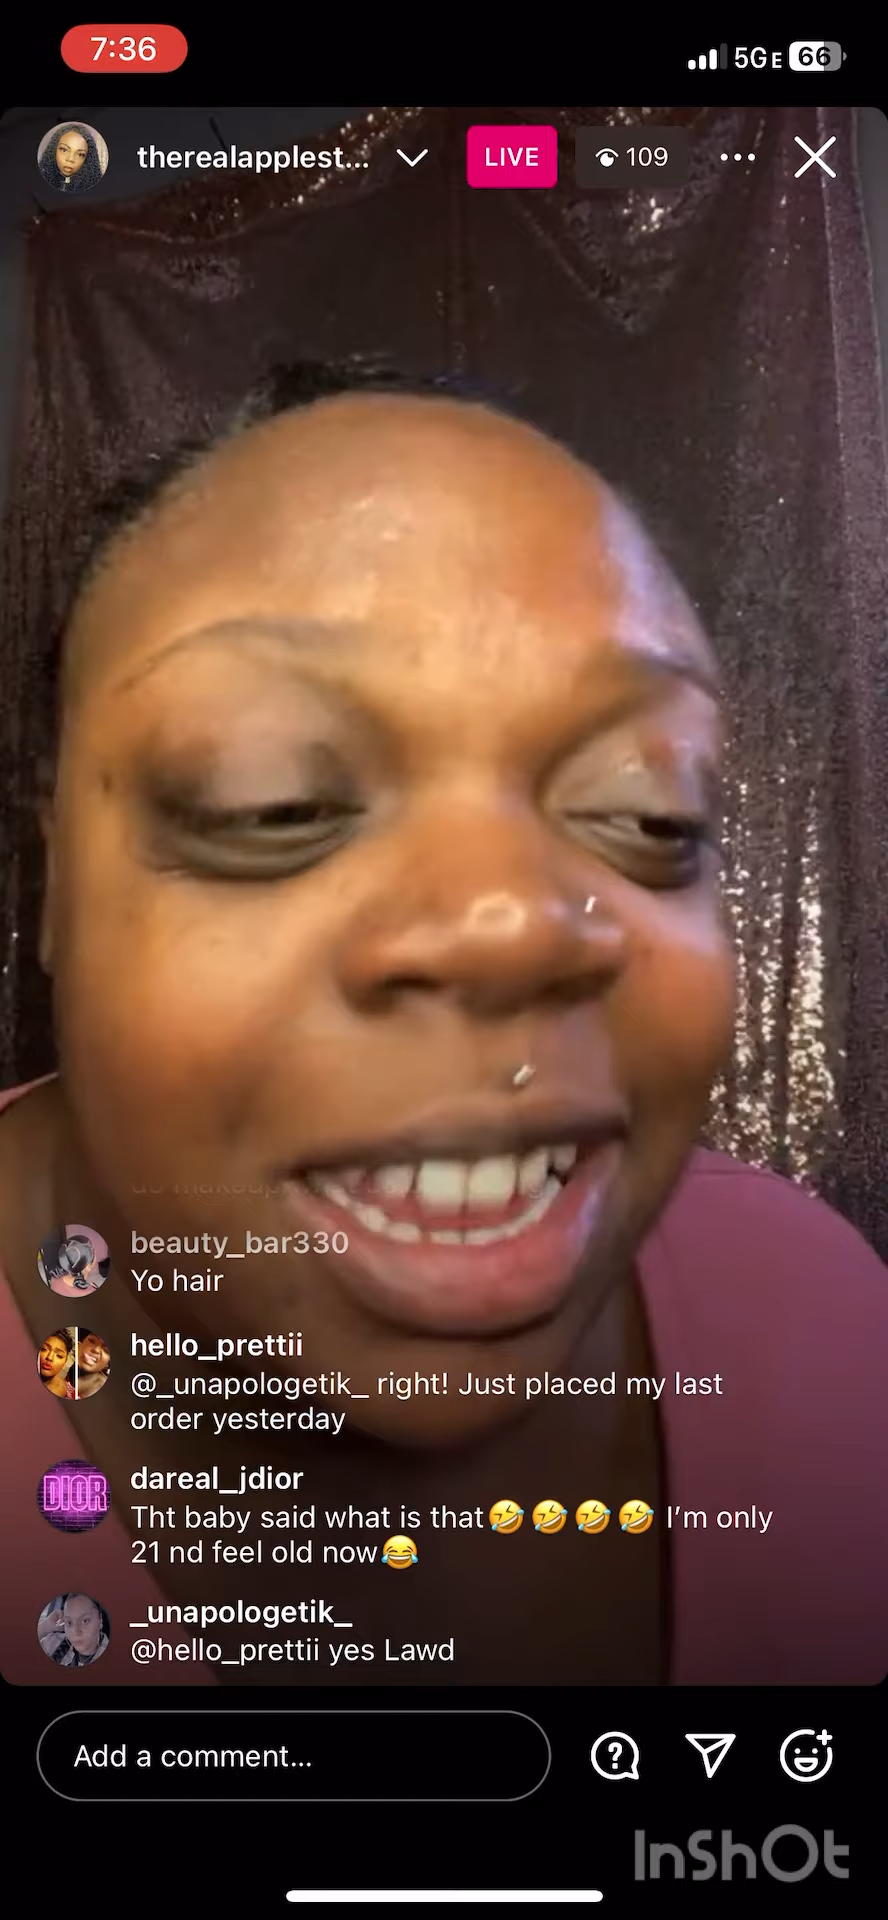 7:36
5GE 66
therealapplest... LIVE 109
beauty_bar330
Yo hair
hello_prettii
@_unapologetik_ right! Just placed my last
order yesterday
DIOR
dareal_jdior
Tht baby said what is that🤣🤣🤣🤣 I’m only
21 nd feel old now😂
_unapologetik_
@hello_prettii yes Lawd
Add a comment...
InShOt